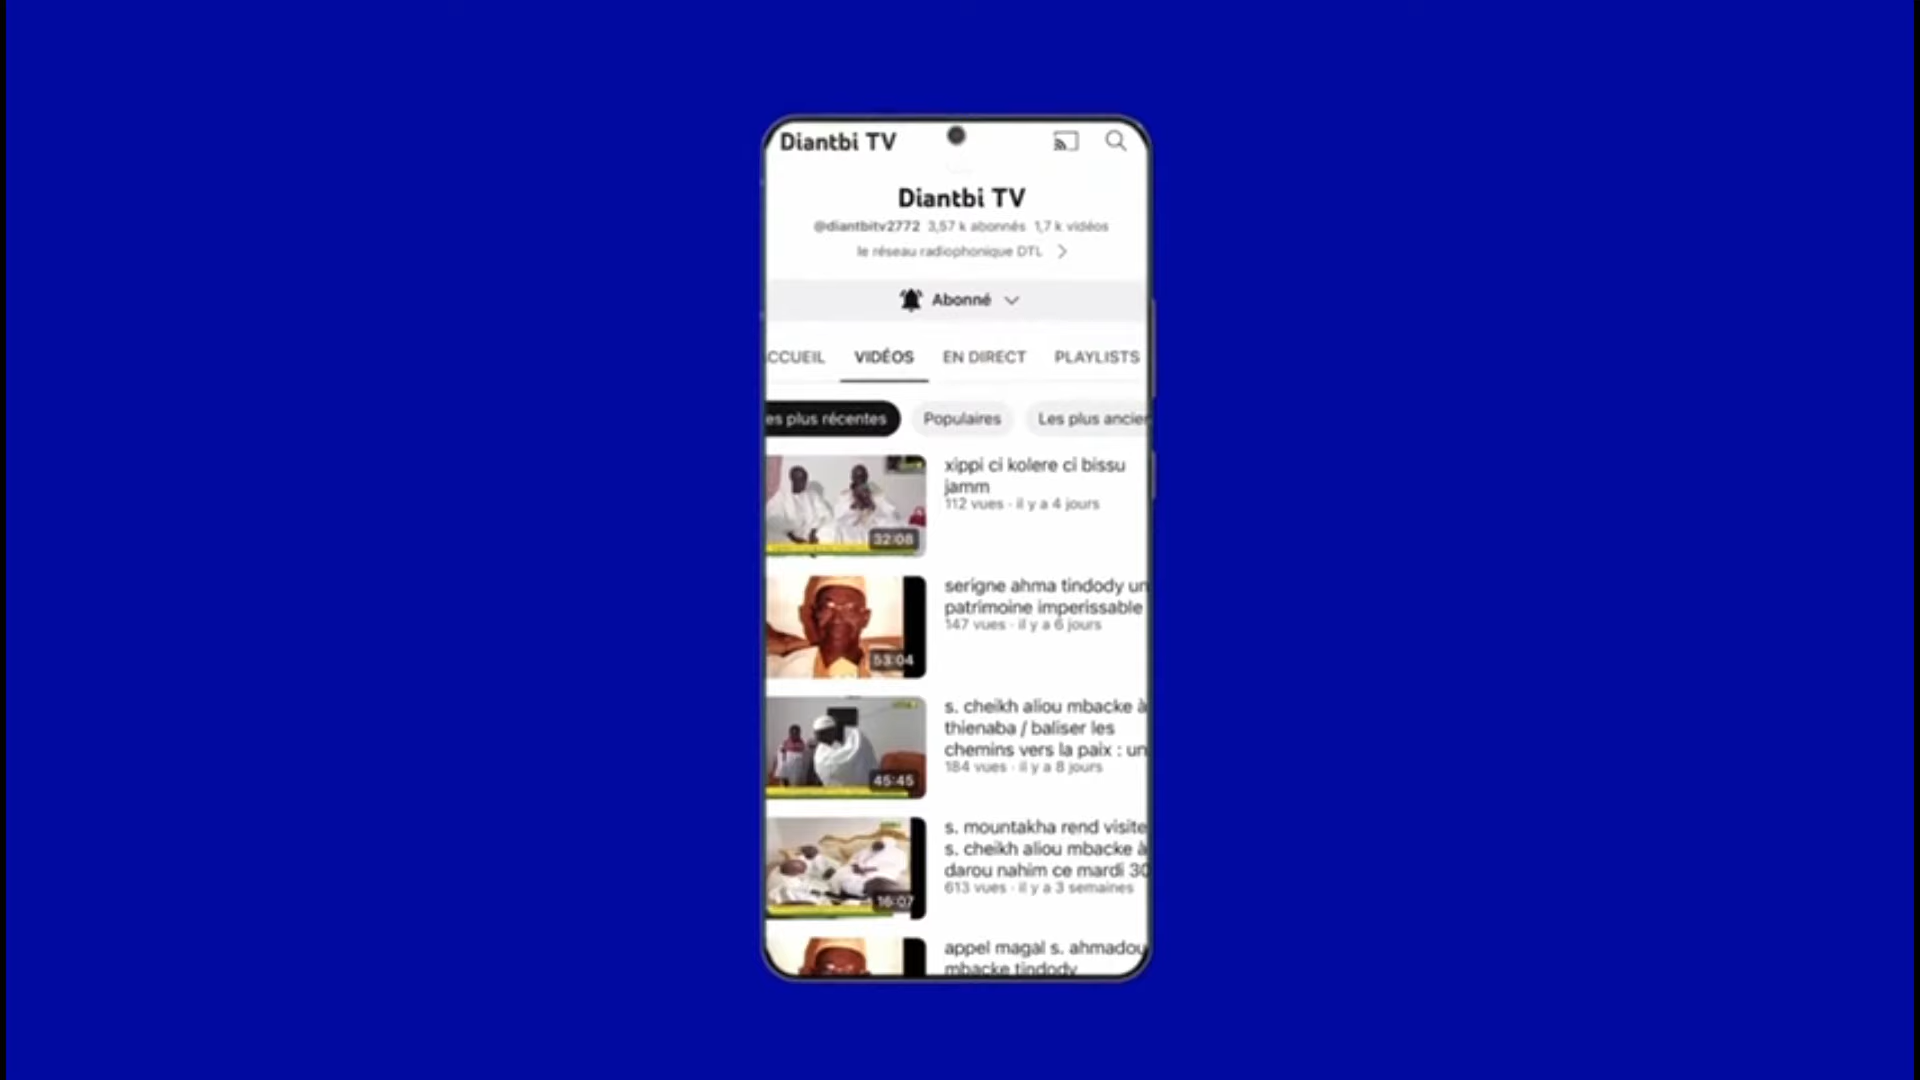 Diantbi TV
Diantbi TV
@diantbitv2772 3,57 k abonnés 1,7 k vidéos
le réseau radiophonique DTL
Abonné
CCUEIL VIDÉOS EN DIRECT PLAYLISTS
es plus récentes Populaires Les plus ancien
xippi ci kolere ci bissu
jamm
112 vues · il y a 4 jours
32:08
serigne ahma tindody un
patrimoine imperissable
147 vues · il y a 6 jours
53:04
s. cheikh aliou mbacke à
thienaba / baliser les
chemins vers la paix : un
184 vues · il y a 8 jours
45:45
s. mountakha rend visite
s. cheikh aliou mbacke à
darou nahim ce mardi 30
613 vues · il y a 3 semaines
16:07
appel magal s. ahmadou
mbacke tindody